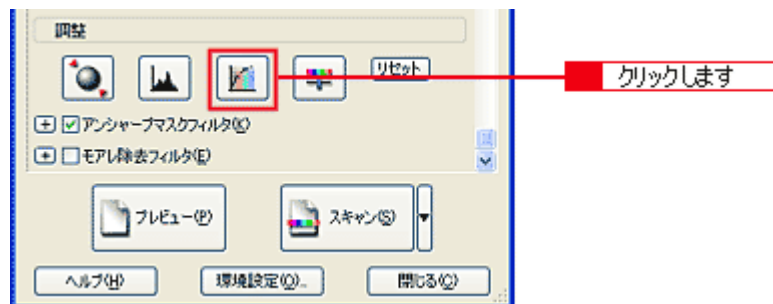 調整
リセット
クリックします
アンシャープマスクフィルタ(K)
モアレ除去フィルタ(E)
プレビュー(P)
スキャン(S)
ヘルプ(H)
環境設定(O)...
閉じる(C)